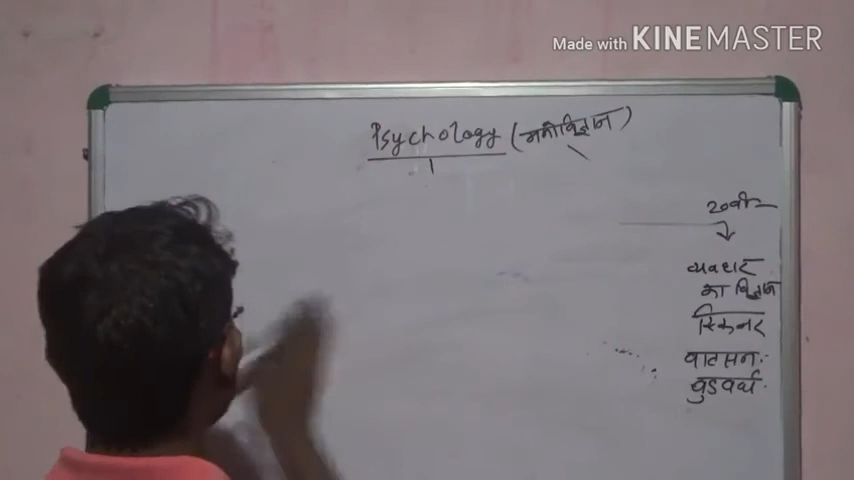 Made with KINEMASTER
Psychology (मनोविज्ञान)
20वीं
व्यवहार
का विज्ञान
स्किनर
वाटसन
वुडवर्थ